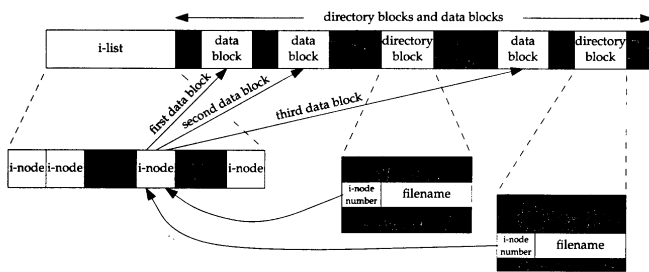 directory blocks and data blocks
i-list
data
block
data
block
directory
block
data
block
directory
block
first data block
second data block
third data block
i-node
i-node
i-node
i-node
i-node
number
filename
i-node
number
filename